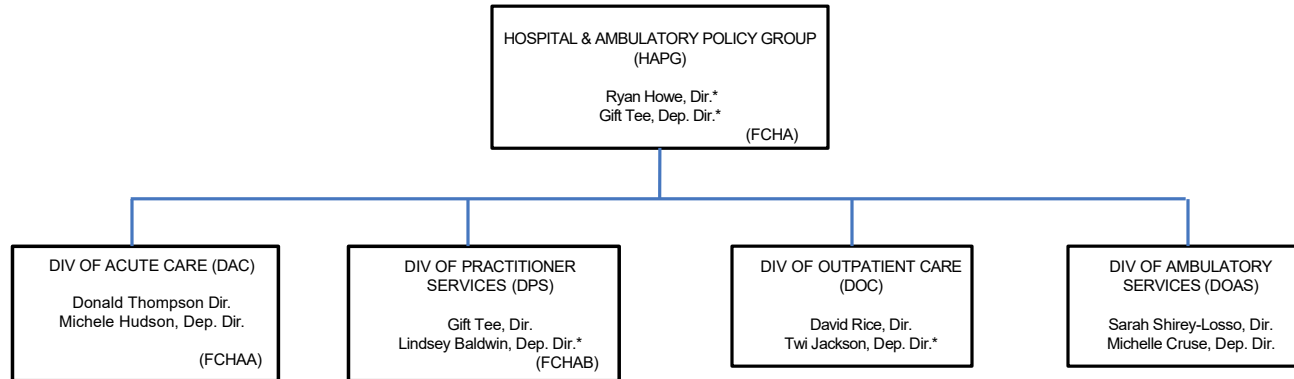 HOSPITAL & AMBULATORY POLICY GROUP
(HAPG)
Ryan Howe, Dir.*
Gift Tee, Dep. Dir.*
(FCHA)
DIV OF ACUTE CARE (DAC)
Donald Thompson Dir.
Michele Hudson, Dep. Dir.
(FCHAA)
DIV OF PRACTITIONER
SERVICES (DPS)
Gift Tee, Dir.
Lindsey Baldwin, Dep. Dir.*
(FCHAB)
DIV OF OUTPATIENT CARE
(DOC)
David Rice, Dir.
Twi Jackson, Dep. Dir.*
DIV OF AMBULATORY
SERVICES (DOAS)
Sarah Shirey-Losso, Dir.
Michelle Cruse, Dep. Dir.